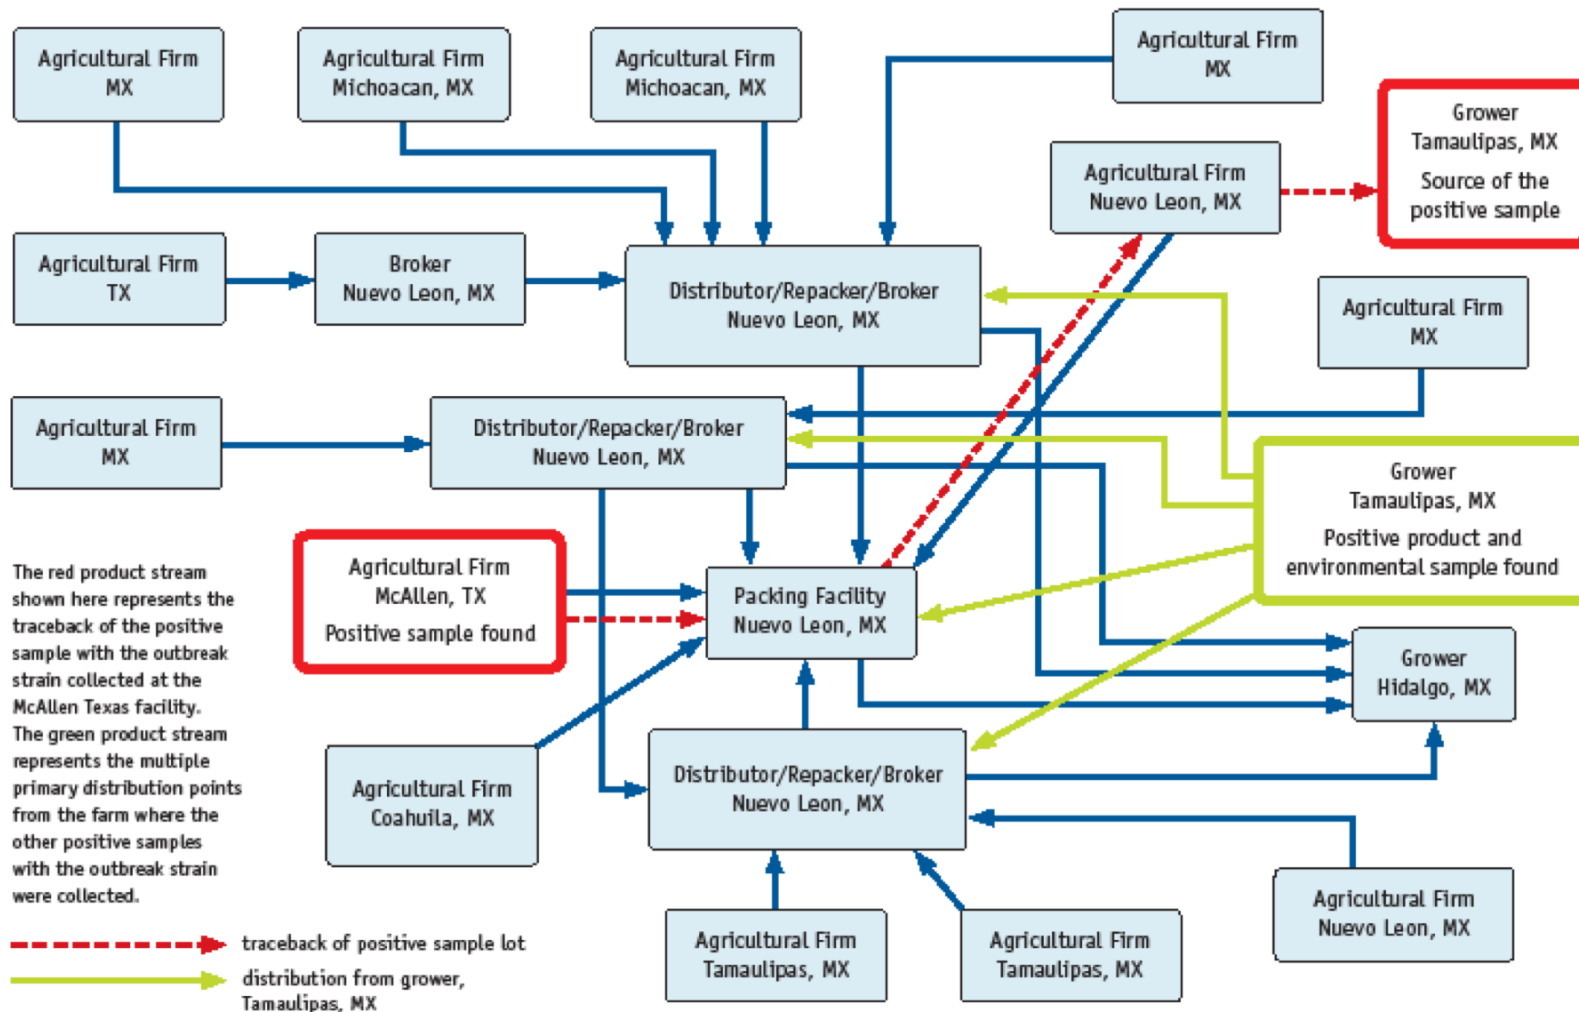 Agricultural Firm
MX
Agricultural Firm
Michoacan, MX
Agricultural Firm
Michoacan, MX
Agricultural Firm
MX
Grower
Tamaulipas, MX
Source of the
positive sample
Agricultural Firm
Nuevo Leon, MX
Agricultural Firm
TX
Broker
Nuevo Leon, MX
Distributor/Repacker/Broker
Nuevo Leon, MX
Agricultural Firm
MX
Agricultural Firm
MX
Distributor/Repacker/Broker
Nuevo Leon, MX
Grower
Tamaulipas, MX
Positive product and
environmental sample found
Agricultural Firm
McAllen, TX
Positive sample found
Packing Facility
Nuevo Leon, MX
Grower
Hidalgo, MX
The red product stream
shown here represents the
traceback of the positive
sample with the outbreak
strain collected at the
McAllen Texas facility.
The green product stream
represents the multiple
primary distribution points
from the farm where the
other positive samples
with the outbreak strain
were collected.
Agricultural Firm
Coahuila, MX
Distributor/Repacker/Broker
Nuevo Leon, MX
Agricultural Firm
Nuevo Leon, MX
Agricultural Firm
Tamaulipas, MX
Agricultural Firm
Tamaulipas, MX
traceback of positive sample lot
distribution from grower,
Tamaulipas, MX